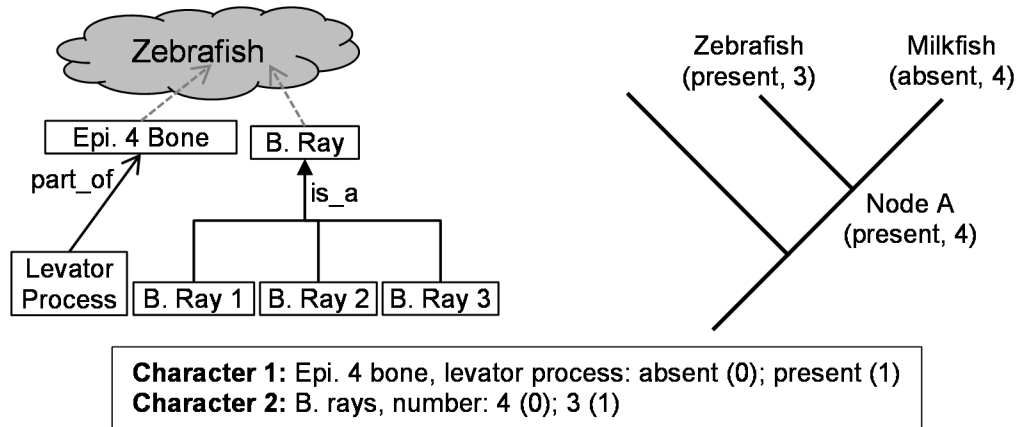 Zebrafish
Epi. 4 Bone
B. Ray
part_of
is_a
Levator
Process
B. Ray 1
B. Ray 2
B. Ray 3
Zebrafish
(present, 3)
Milkfish
(absent, 4)
Node A
(present, 4)
Character 1: Epi. 4 bone, levator process: absent (0); present (1)
Character 2: B. rays, number: 4 (0); 3 (1)